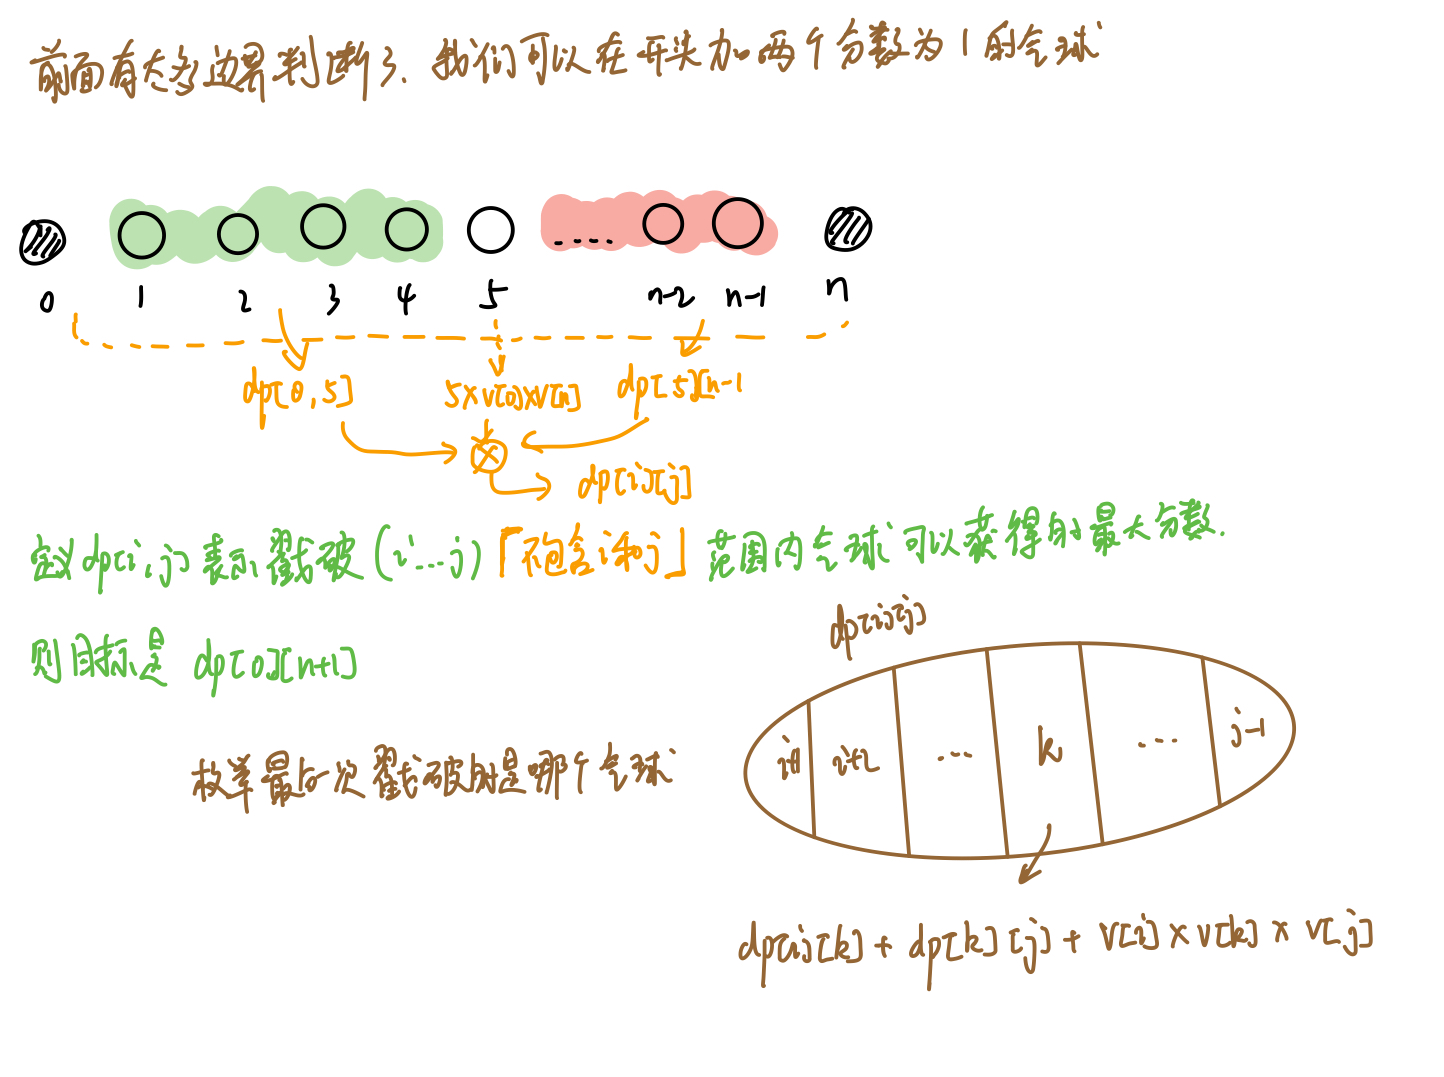 前面有太多边界判断了. 我们可以在开头加两个分数为1的气球
0 1 2 3 4 5 n-2 n-1 n
dp[0,5] 5×v[0]×v[n] dp[5][n-1
dp[i][j]
定义 dp[i,j] 表示戳破 (i...j) 「不包含i和j」 范围内气球可以获得的最大分数.
则目标是 dp[0][n+1]
dp[i][j]
i+1 i+2 ... k ... j-1
枚举最后一次戳破的是哪个气球
dp[i][k] + dp[k][j] + v[i] × v[k] × v[j]